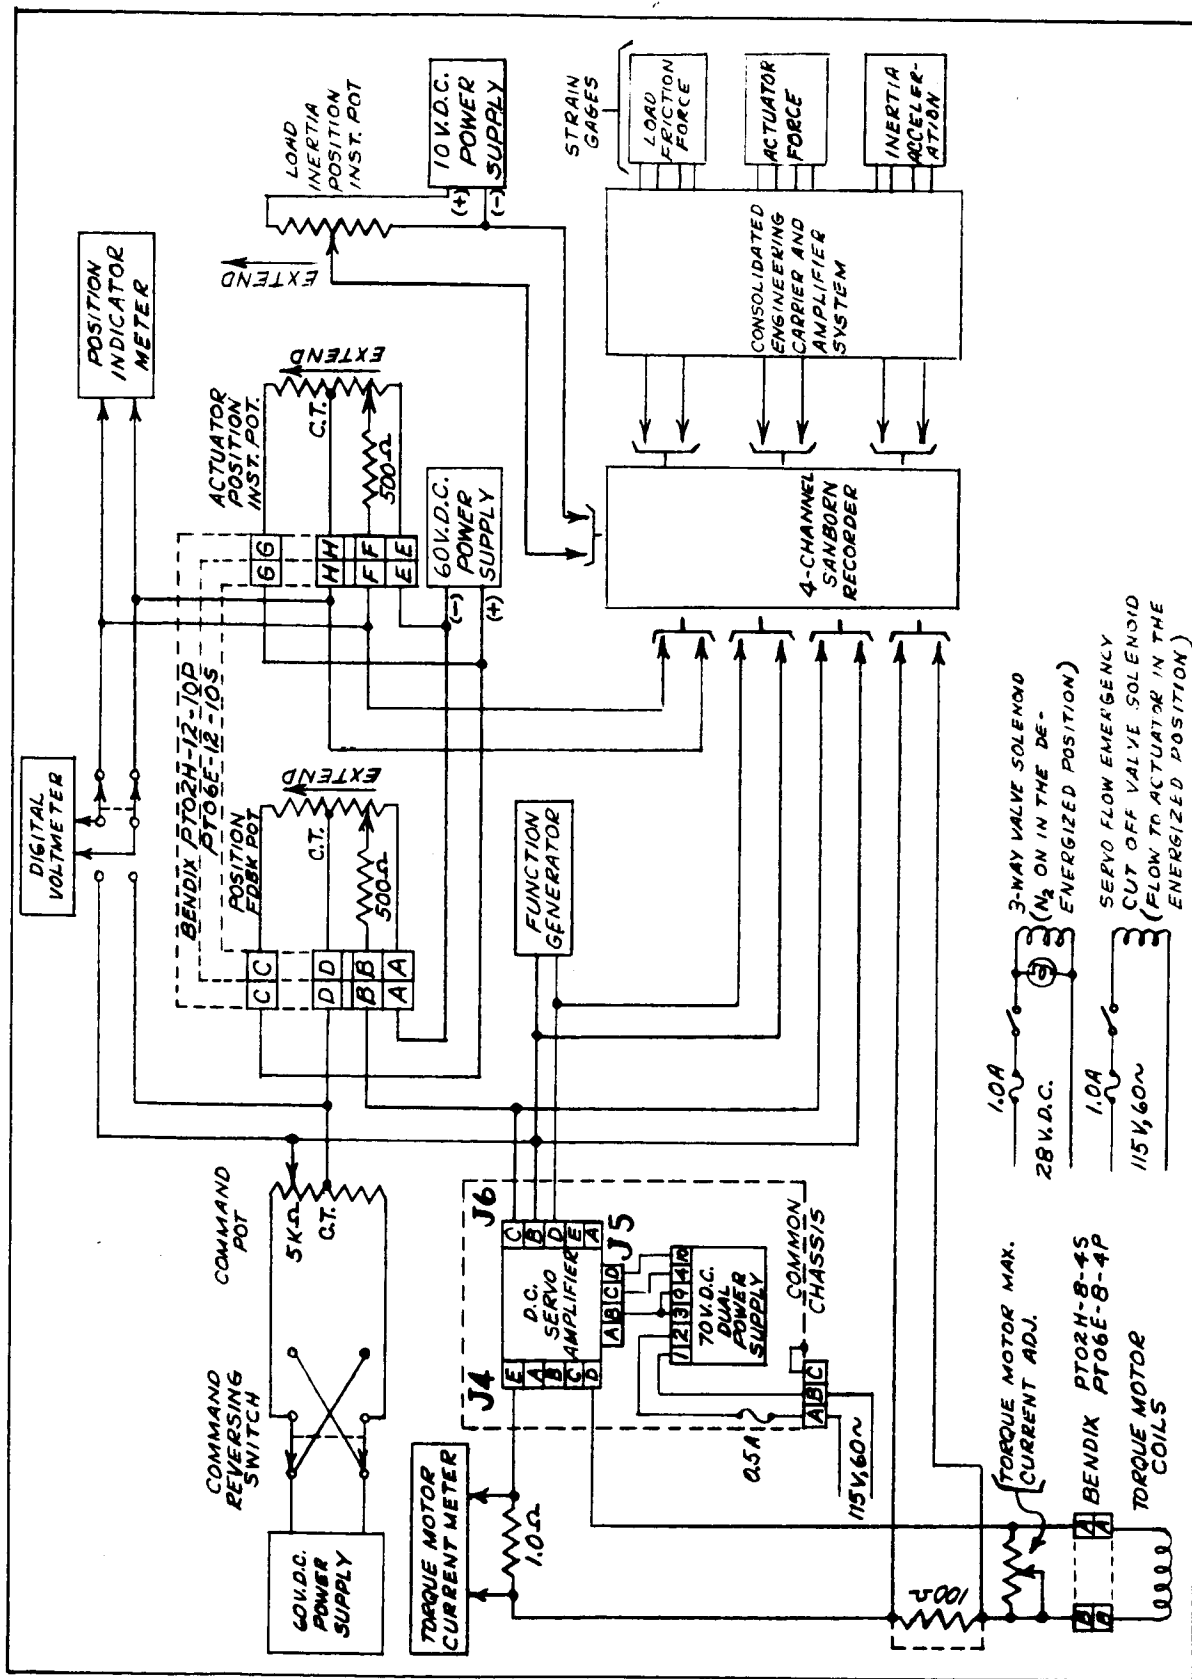 DIGITAL
VOLTMETER
POSITION
INDICATOR
METER
LOAD
INERTIA
POSITION
INST. POT
10 V.D.C.
POWER
SUPPLY
(+)
(-)
EXTEND
BENDIX PT02H-12-10P
PT06E-12-10S
ACTUATOR
POSITION
INST. POT.
C.T.
EXTEND
500Ω
G G
H H
F F
E E
60 V.D.C.
POWER
SUPPLY
(-)
(+)
POSITION
FDBK POT
C.T.
EXTEND
500Ω
C C
D D
B B
A A
COMMAND
POT
5KΩ
C.T.
COMMAND
REVERSING
SWITCH
60 V.D.C.
POWER
SUPPLY
STRAIN
GAGES
LOAD
FRICTION
FORCE
ACTUATOR
FORCE
INERTIA
ACCELER-
ATION
CONSOLIDATED
ENGINEERING
CARRIER AND
AMPLIFIER
SYSTEM
4-CHANNEL
SANBORN
RECORDER
FUNCTION
GENERATOR
TORQUE MOTOR
CURRENT METER
1.0Ω
J4
E
A
B
C
D
D.C.
SERVO
AMPLIFIER
J6
C
B
D
E
A
J5
A B C D
1 2 3 9 4 10
70 V.D.C.
DUAL
POWER
SUPPLY
COMMON
CHASSIS
0.5A
A B C
115V, 60~
100Ω
TORQUE MOTOR MAX.
CURRENT ADJ.
B A
B A
BENDIX PT02H-8-4S
PT06E-8-4P
TORQUE MOTOR
COILS
1.0A
28 V.D.C.
3-WAY VALVE SOLENOID
(N2 ON IN THE DE-
ENERGIZED POSITION)
1.0A
115V, 60~
SERVO FLOW EMERGENCY
CUT OFF VALVE SOLENOID
(FLOW TO ACTUATOR IN THE
ENERGIZED POSITION)